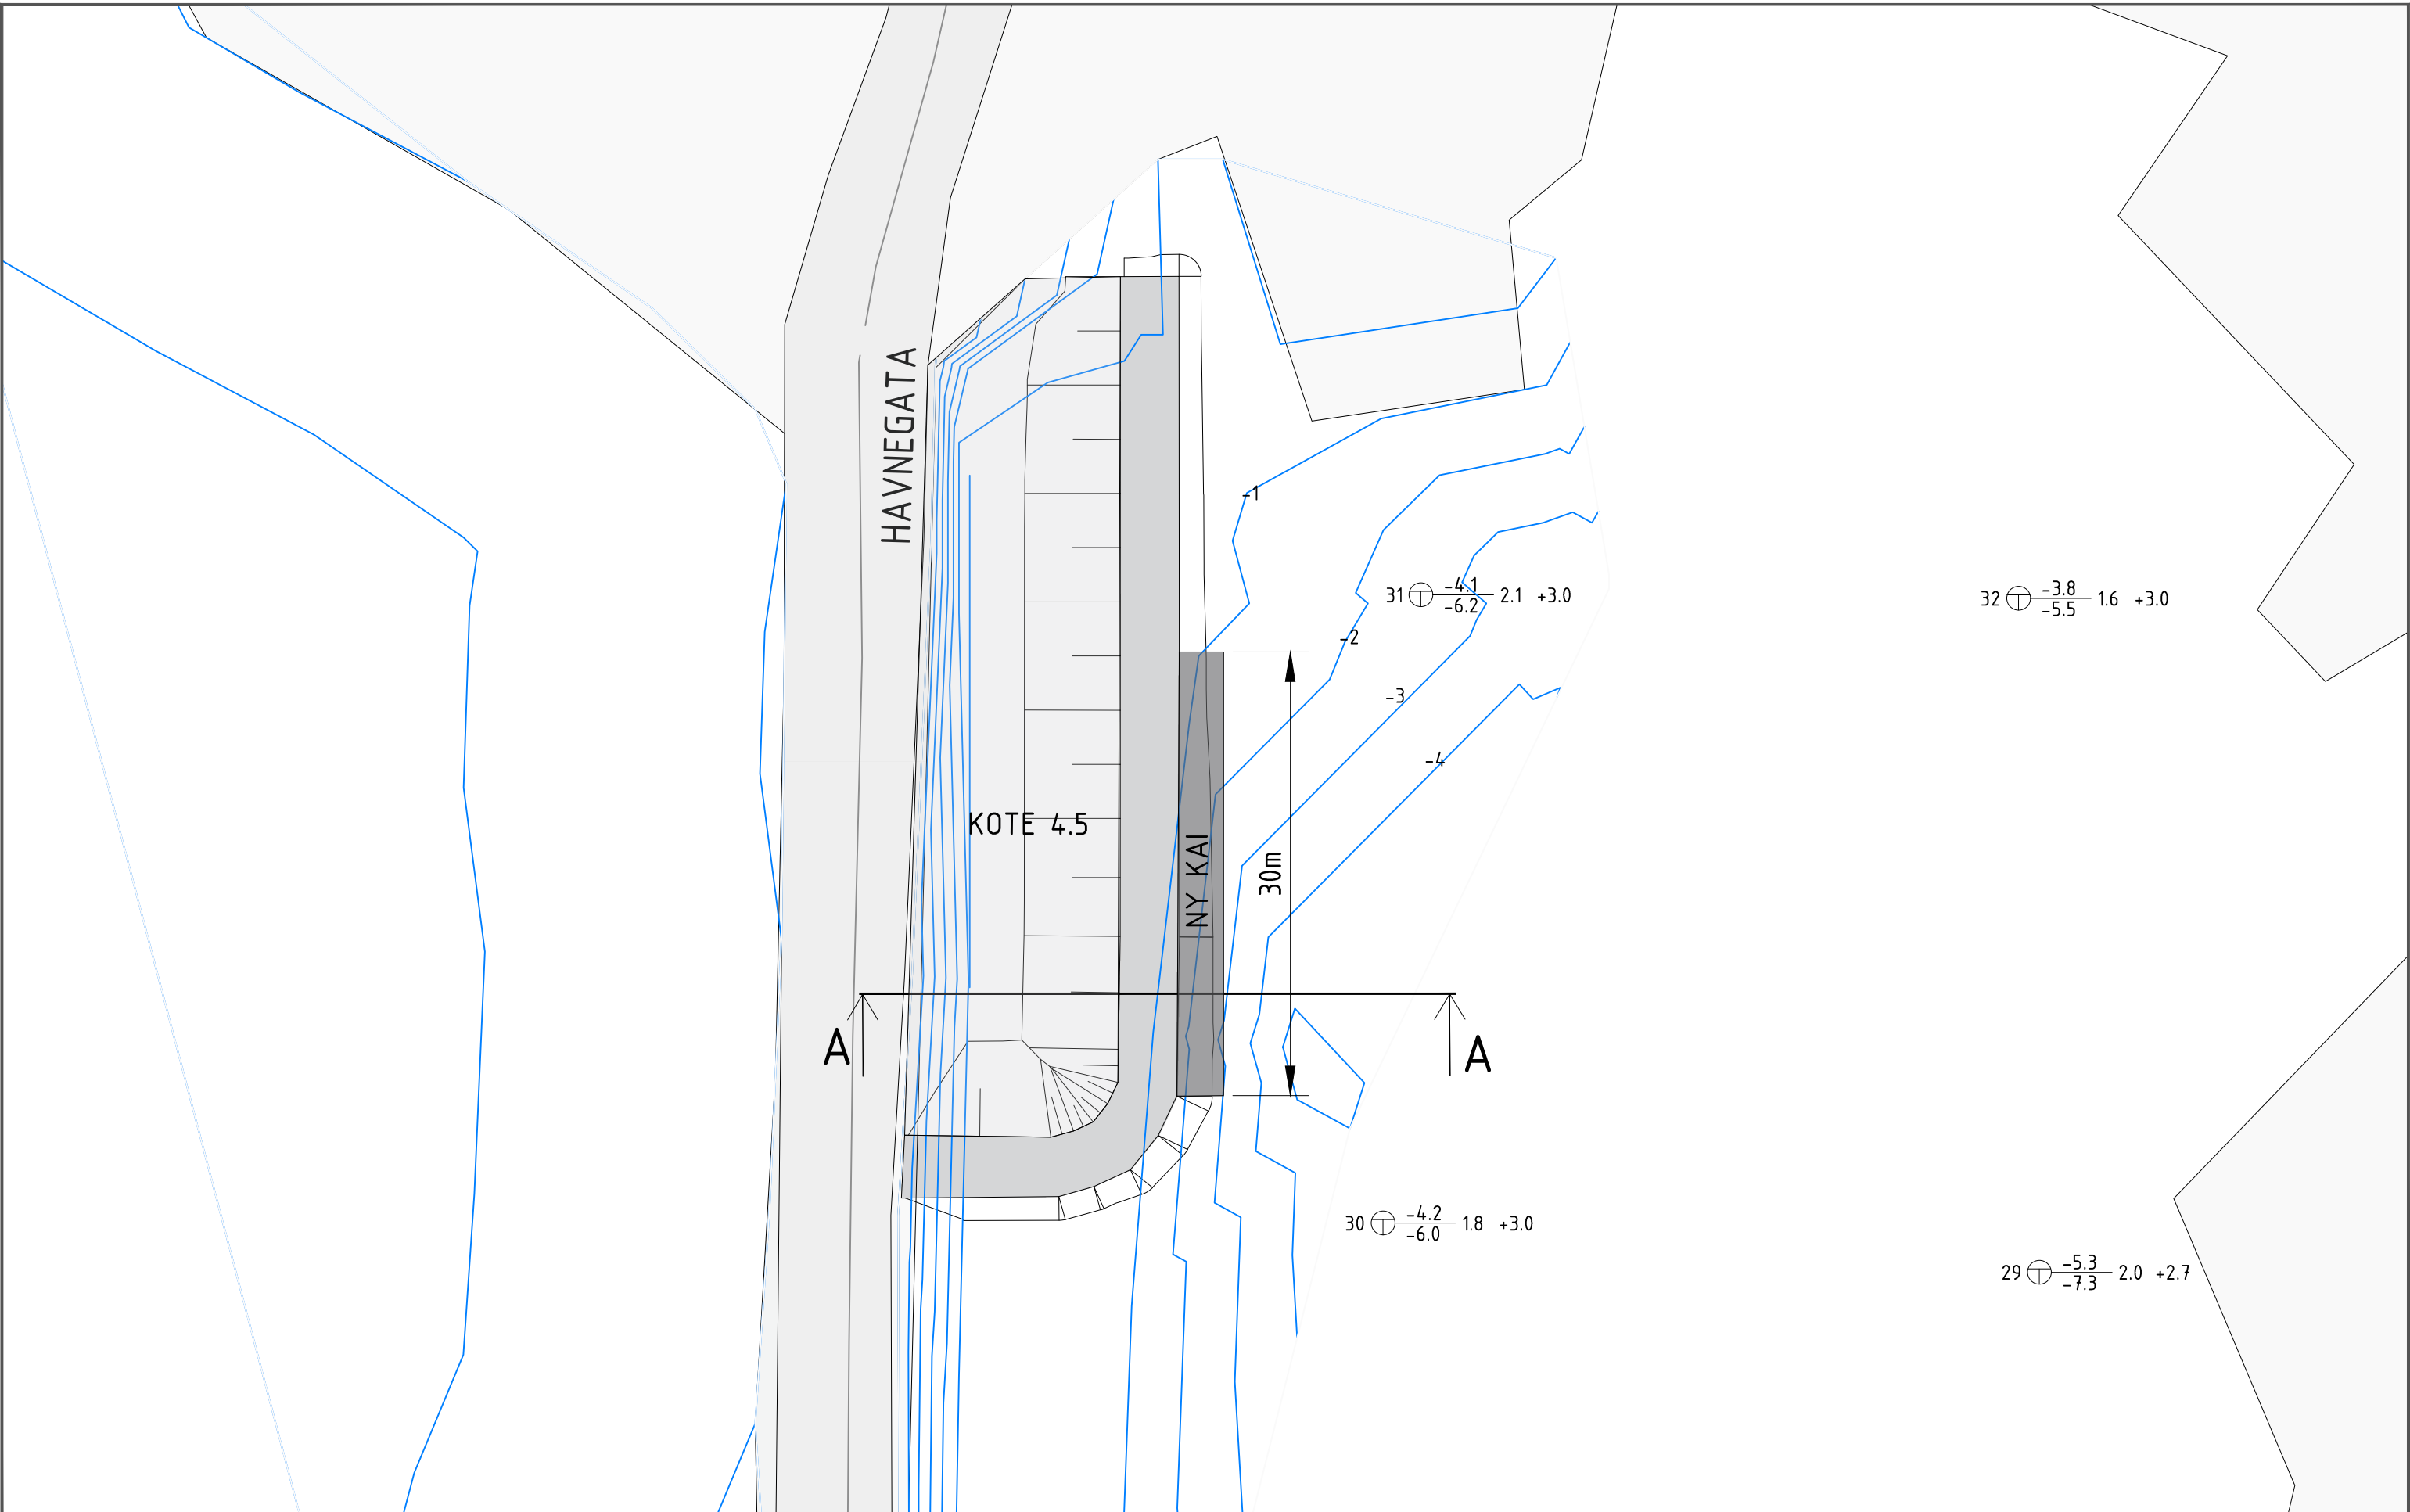 HAVNEGATA
-1
31 -4.1 2.1 +3.0
-6.2
32 -3.8 1.6 +3.0
-5.5
-2
-3
-4
KOTE 4.5
NY KAI
30m
A
A
30 -4.2 1.8 +3.0
-6.0
29 -5.3 2.0 +2.7
-7.3